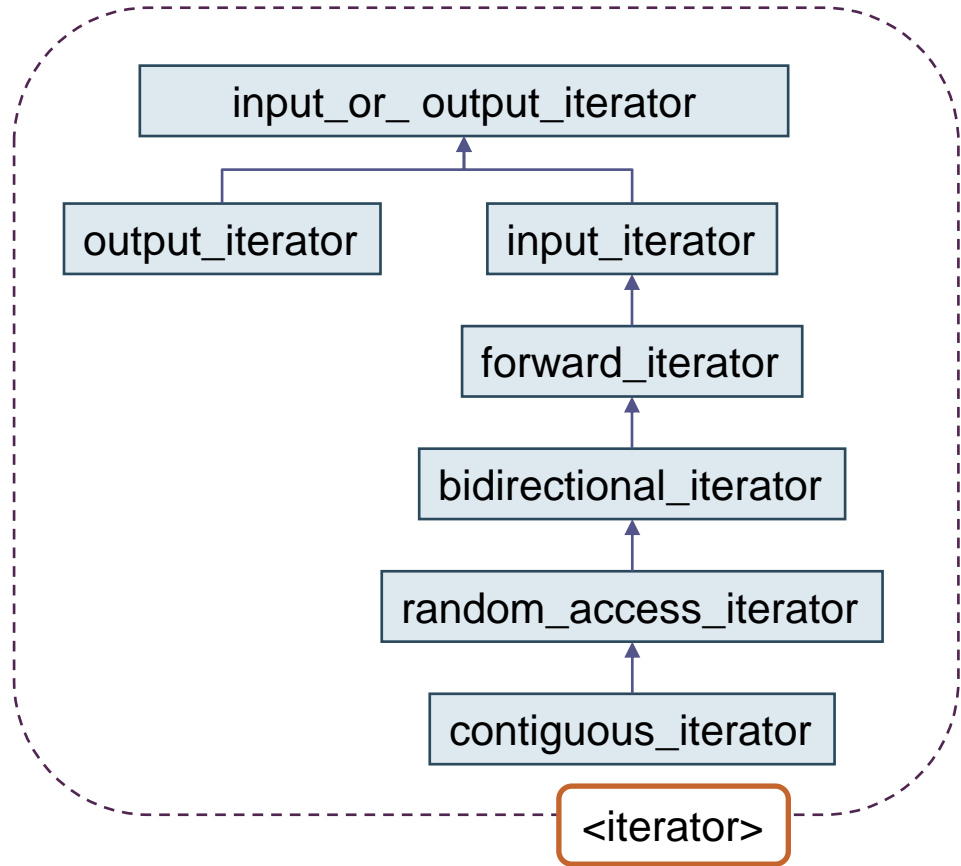 input_or_ output_iterator
output_iterator
input_iterator
forward_iterator
bidirectional_iterator
random_access_iterator
contiguous_iterator
<iterator>